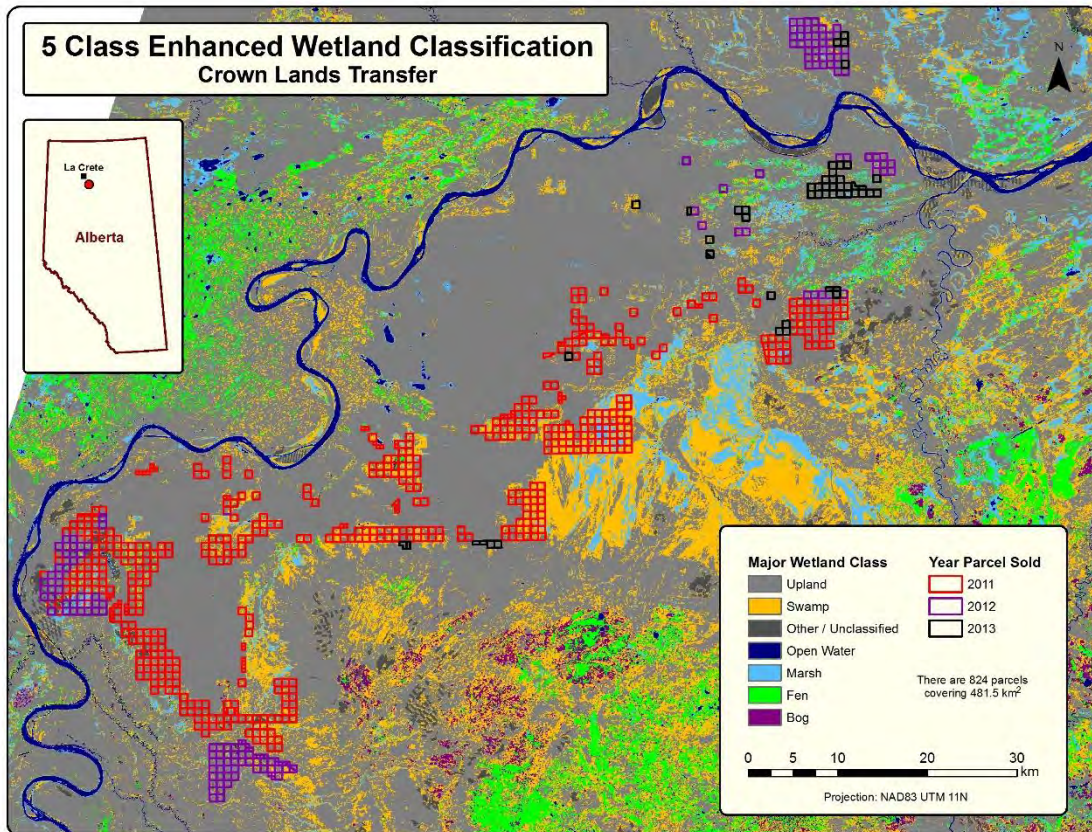 5 Class Enhanced Wetland Classification
Crown Lands Transfer
N
La Crete
Alberta
Major Wetland Class
Upland
Swamp
Other / Unclassified
Open Water
Marsh
Fen
Bog
Year Parcel Sold
2011
2012
2013
There are 824 parcels
covering 481.5 km²
0 10 20 30
km
Projection: NAD83 UTM 11N